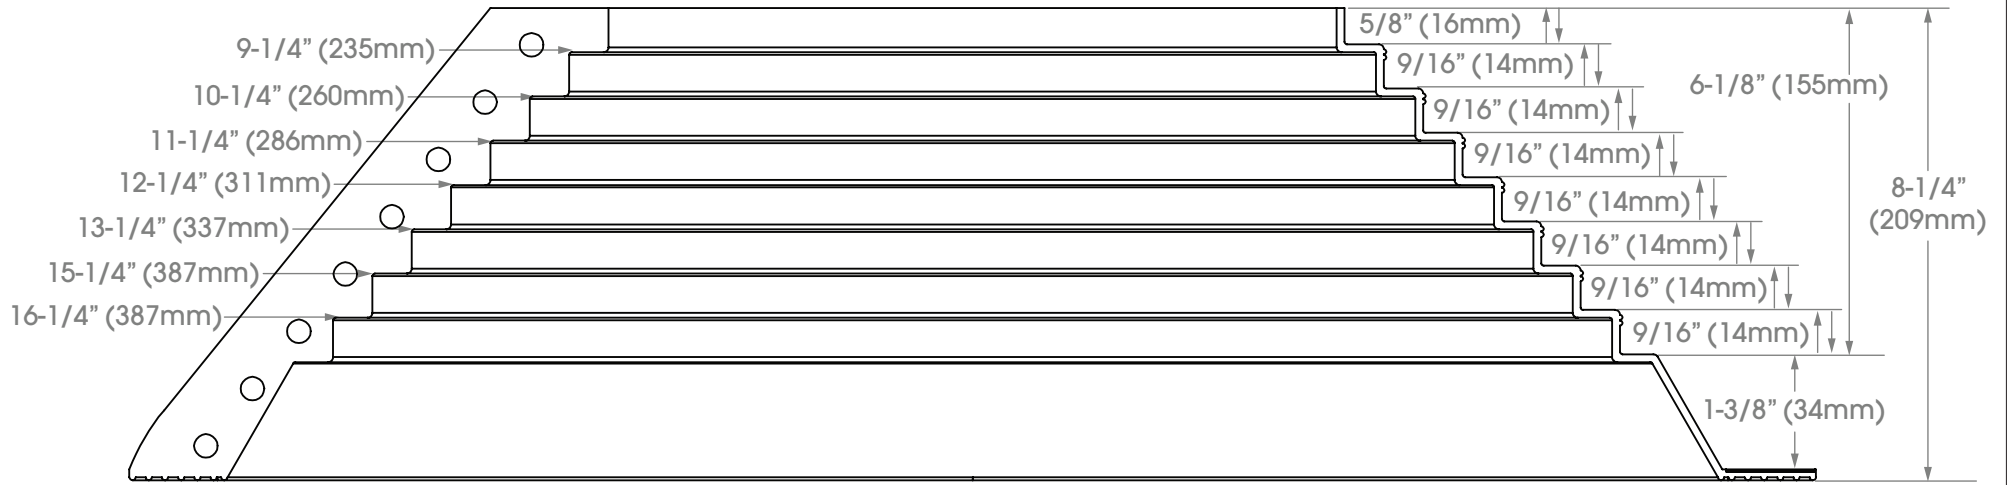 5/8” (16mm)
9-1/4” (235mm)
9/16” (14mm)
6-1/8” (155mm)
10-1/4” (260mm)
9/16” (14mm)
11-1/4” (286mm)
9/16” (14mm)
12-1/4” (311mm)
9/16” (14mm)
8-1/4”
(209mm)
13-1/4” (337mm)
9/16” (14mm)
15-1/4” (387mm)
9/16” (14mm)
16-1/4” (387mm)
9/16” (14mm)
1-3/8” (34mm)